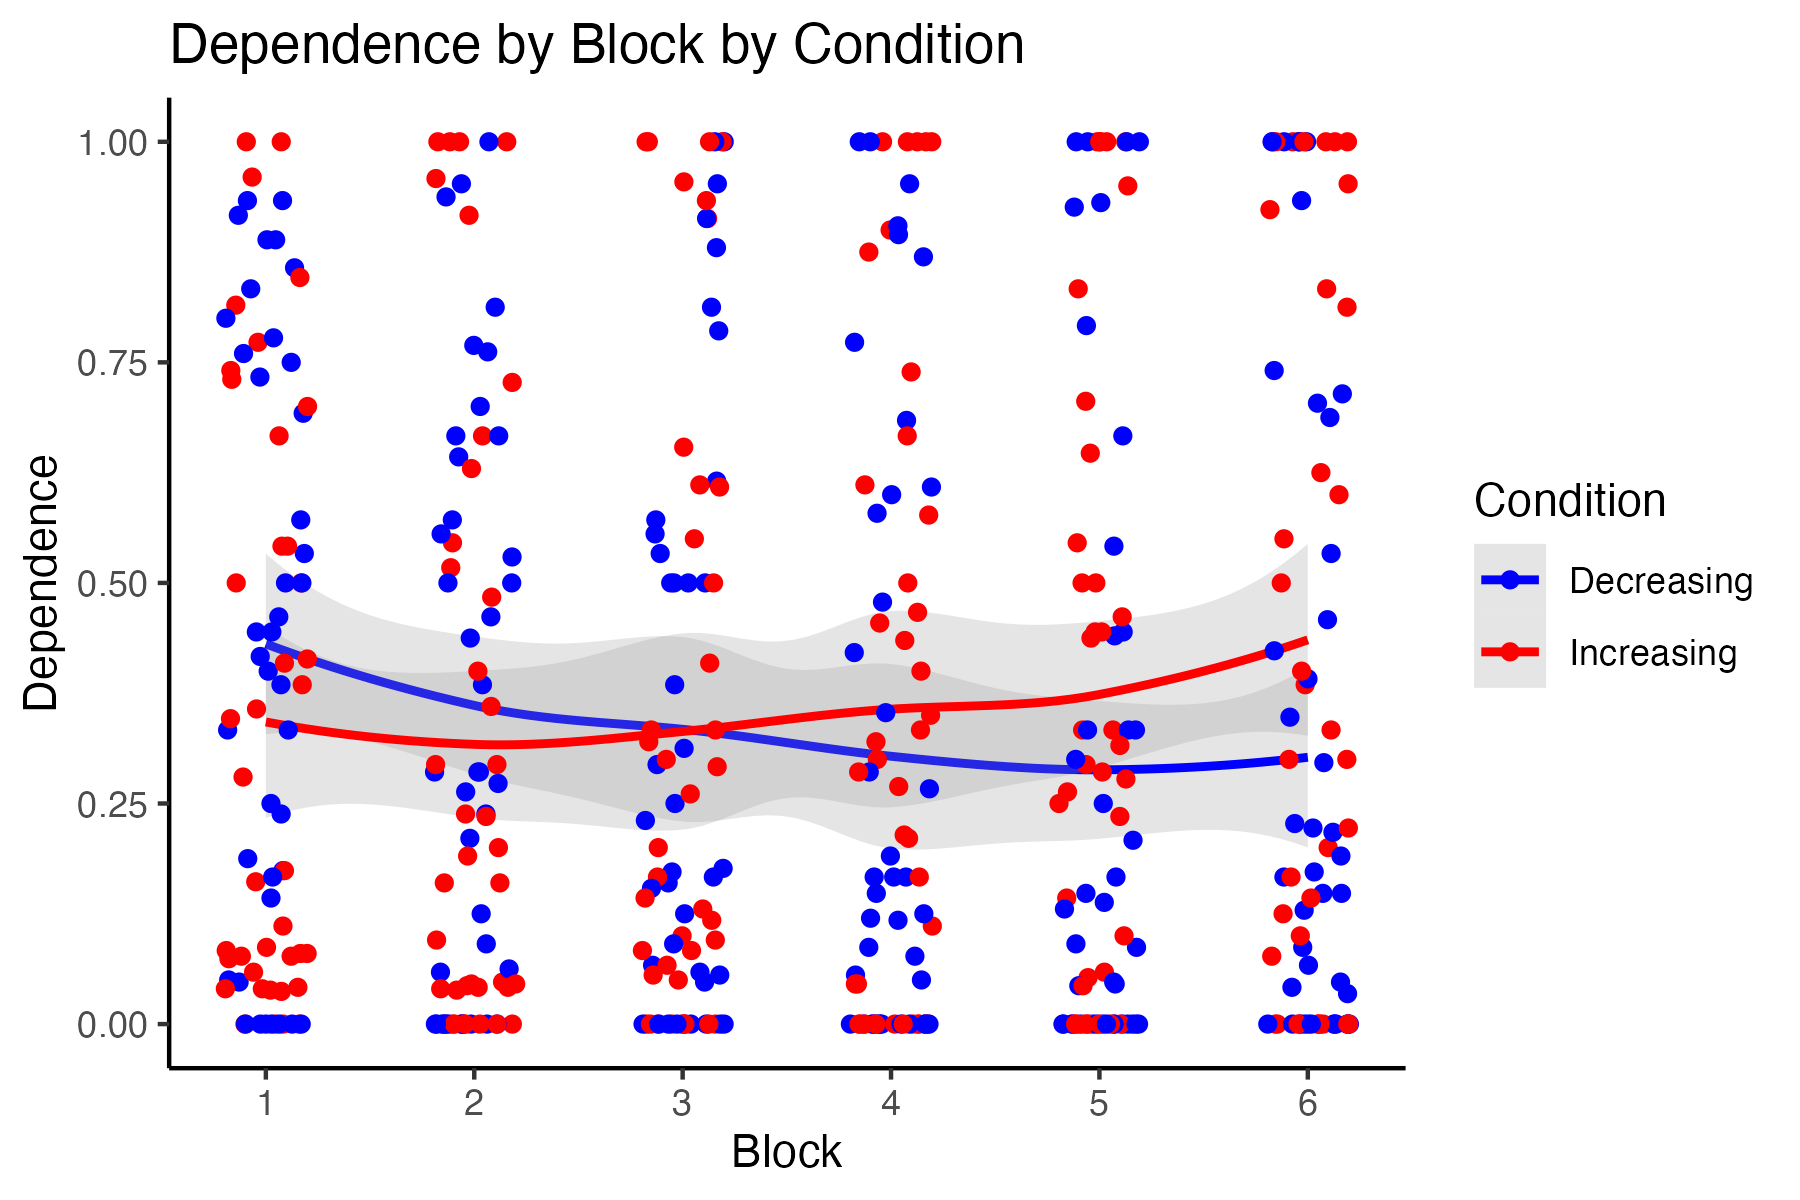 Dependence by Block by Condition
1.00
0.75
0.50
0.25
0.00
Dependence
1 2 3 4 5 6
Block
Condition
Decreasing
Increasing